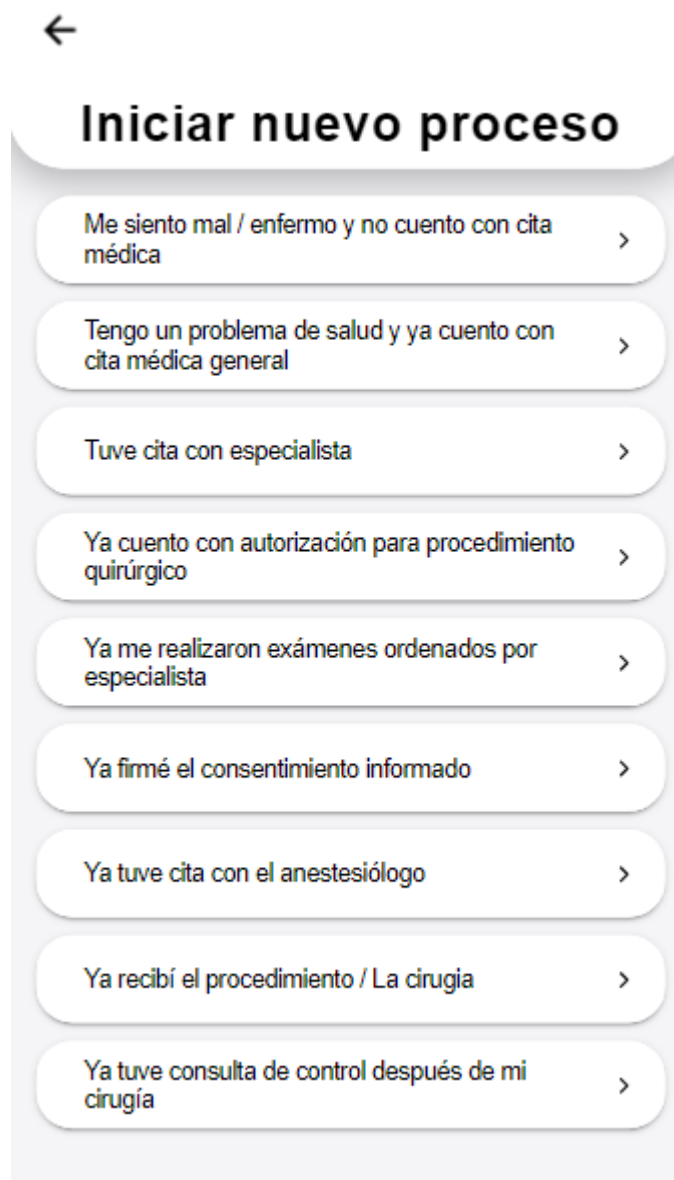 Iniciar nuevo proceso
Me siento mal / enfermo y no cuento con cita
médica
Tengo un problema de salud y ya cuento con
cita médica general
Tuve cita con especialista
Ya cuento con autorización para procedimiento
quirúrgico
Ya me realizaron exámenes ordenados por
especialista
Ya firmé el consentimiento informado
Ya tuve cita con el anestesiólogo
Ya recibí el procedimiento / La cirugia
Ya tuve consulta de control después de mi
cirugía